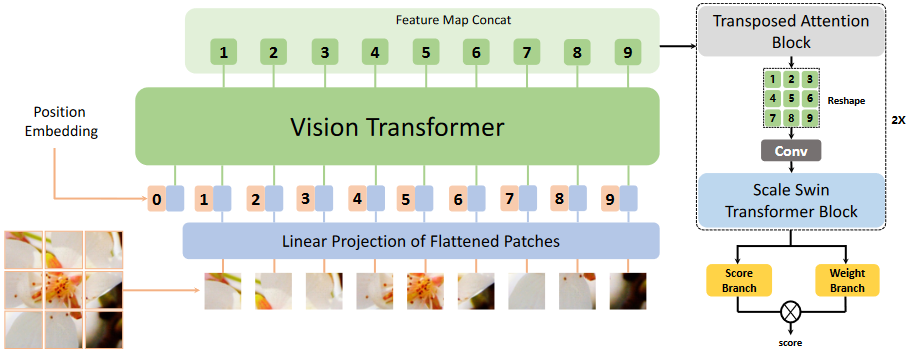 Feature Map Concat
1 2 3 4 5 6 7 8 9
Vision Transformer
Position
Embedding
0 1 2 3 4 5 6 7 8 9
Linear Projection of Flattened Patches
Transposed Attention
Block
1 2 3
4 5 6
7 8 9
Reshape
2X
Conv
Scale Swin
Transformer Block
Score
Branch
Weight
Branch
score